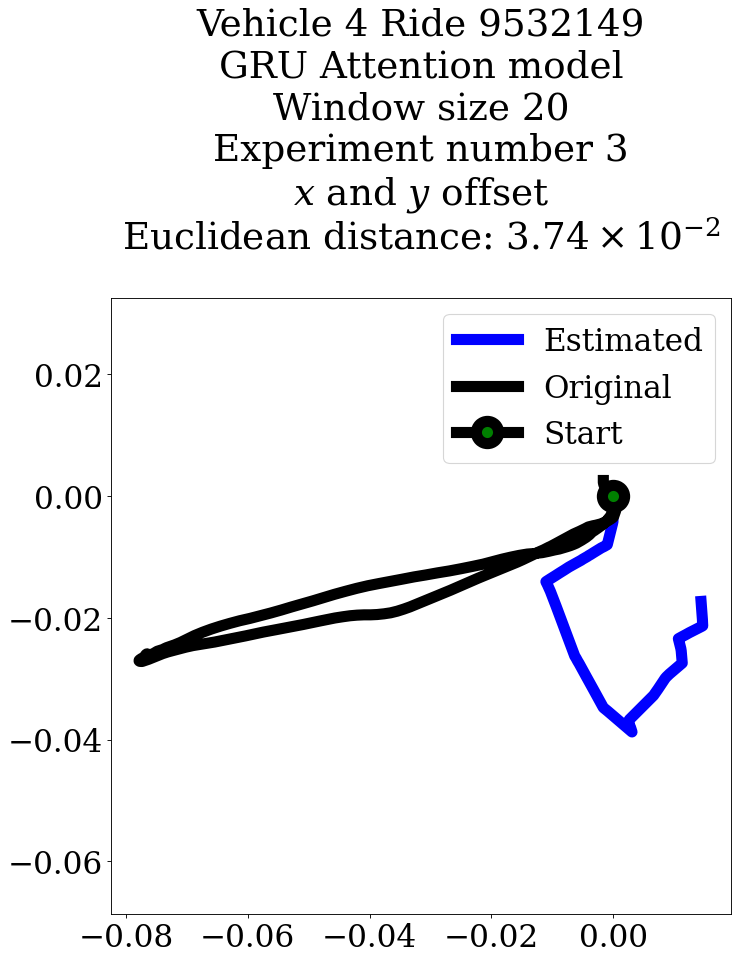 Vehicle 4 Ride 9532149
GRU Attention model
Window size 20
Experiment number 3
x and y offset
Euclidean distance: 3.74 × 10⁻²
Estimated
Original
Start
0.02
0.00
−0.02
−0.04
−0.06
−0.08 −0.06 −0.04 −0.02 0.00